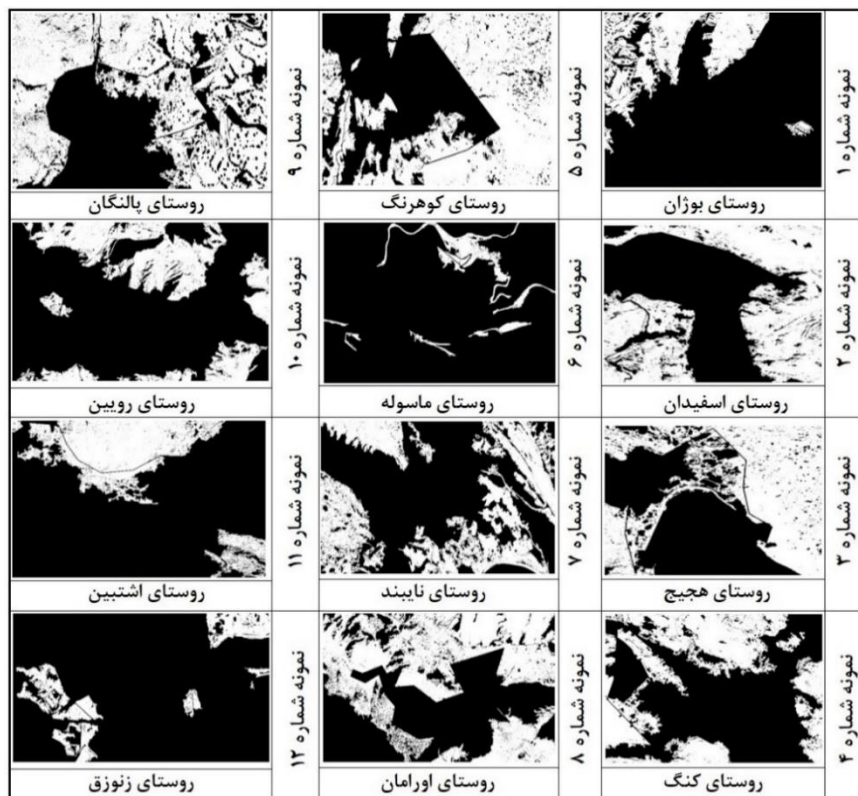 نمونه شماره ۱
روستای بوژان
نمونه شماره ۵
روستای کوهرنگ
نمونه شماره ۹
روستای پالنگان
نمونه شماره ۲
روستای اسفیدان
نمونه شماره ۶
روستای ماسوله
نمونه شماره ۱۰
روستای رویین
نمونه شماره ۳
روستای هجیج
نمونه شماره ۷
روستای نایبند
نمونه شماره ۱۱
روستای اشتبین
نمونه شماره ۴
روستای کنگ
نمونه شماره ۸
روستای اورامان
نمونه شماره ۱۲
روستای زنوزق